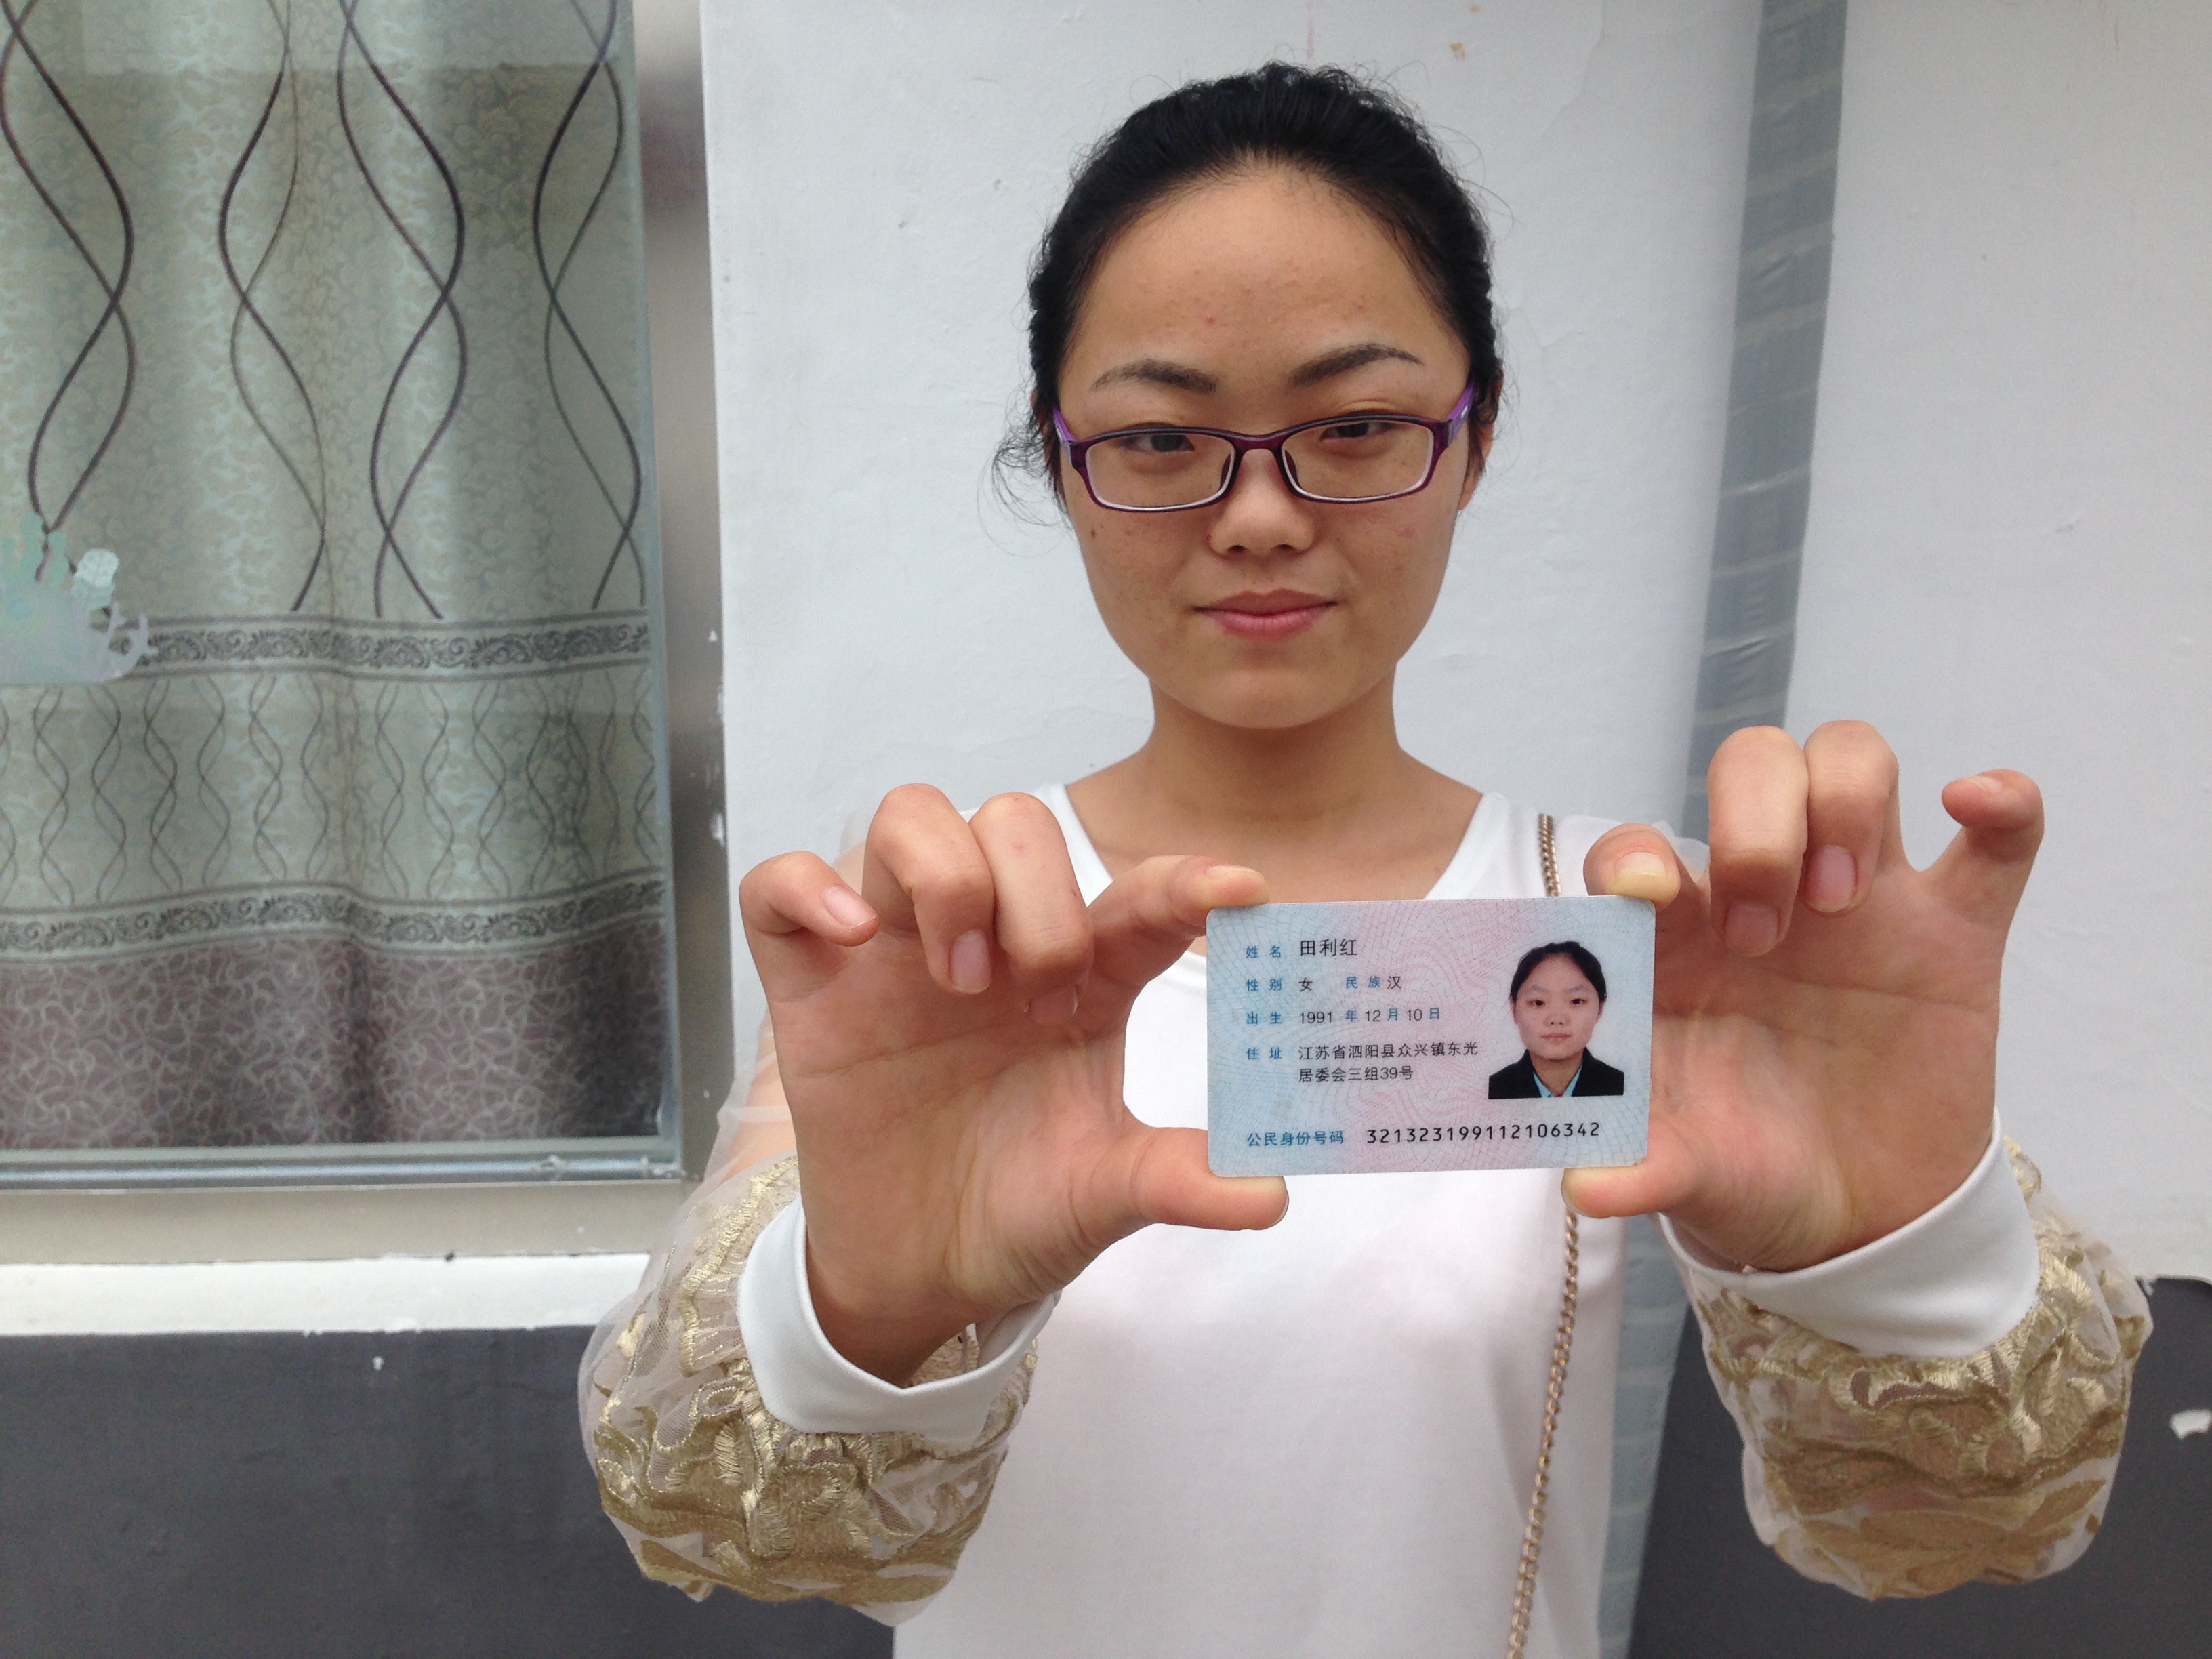 姓名 田利红
性别 女 民族 汉
出生 1991 年 12 月 10 日
住址 江苏省泗阳县众兴镇东光
居委会三组39号
公民身份号码 321323199112106342